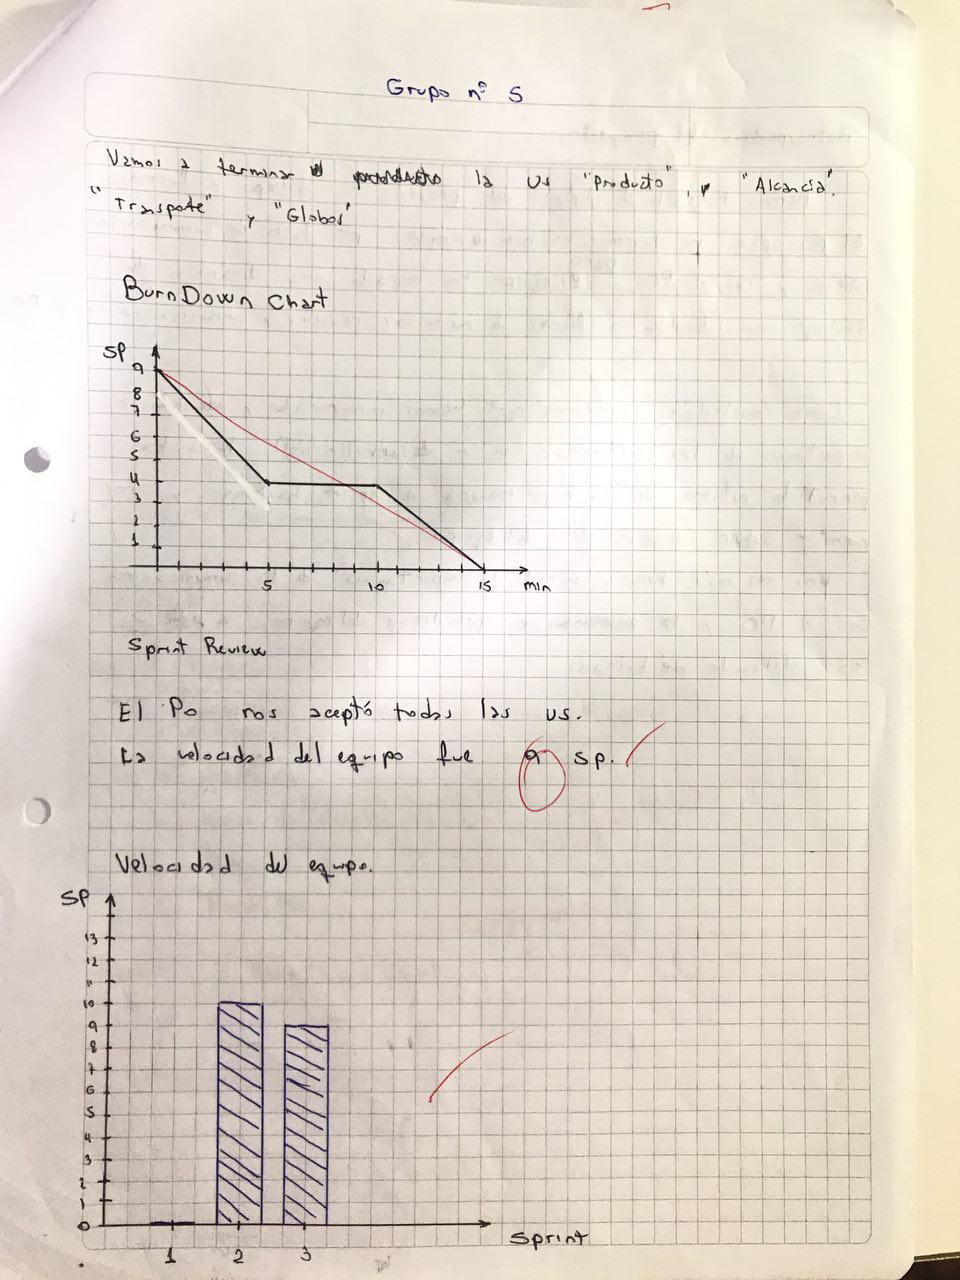 Grupo nº 5
Vamos a terminar el la US "Producto", y "Alcancía".
"Transpote" y "Globos"
BurnDown Chart
SP
9
8
7
6
5
4
3
2
1
5 10 15 min
Sprint Review
El Po nos aceptó todas las us.
La velocidad del equipo fue 9 sp.
Velocidad del equipo.
SP
13
12
11
10
9
8
7
6
5
4
3
2
1
0
1 2 3 Sprint